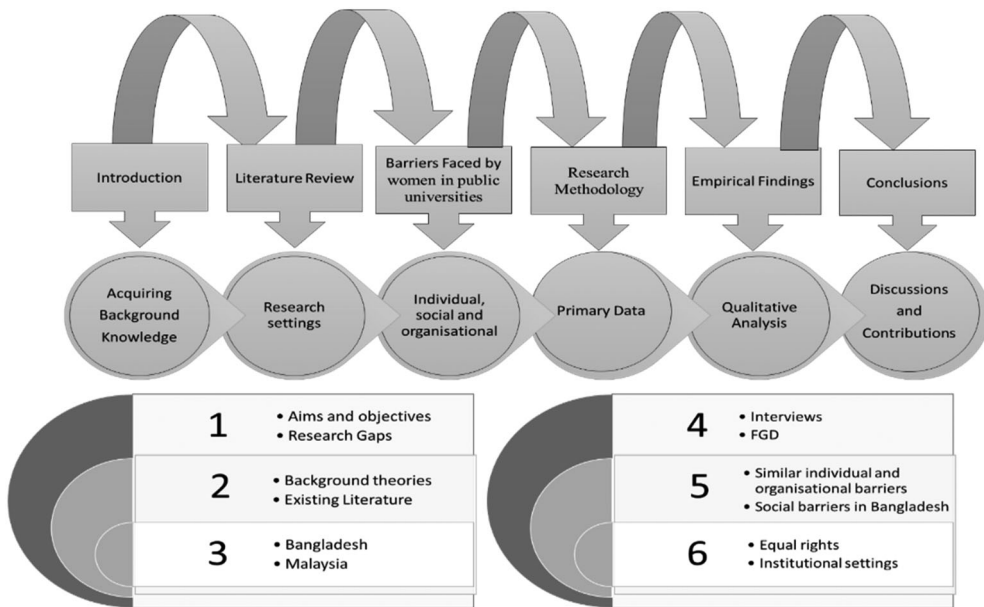 Introduction
Literature Review
Barriers Faced by
women in public
universities
Research
Methodology
Empirical Findings
Conclusions
Acquiring
Background
Knowledge
Research
settings
Individual,
social and
organisational
Primary Data
Qualitative
Analysis
Discussions
and
Contributions
1
• Aims and objectives
• Research Gaps
2
• Background theories
• Existing Literature
3
• Bangladesh
• Malaysia
4
• Interviews
• FGD
5
• Similar individual and
organisational barriers
• Social barriers in Bangladesh
6
• Equal rights
• Institutional settings